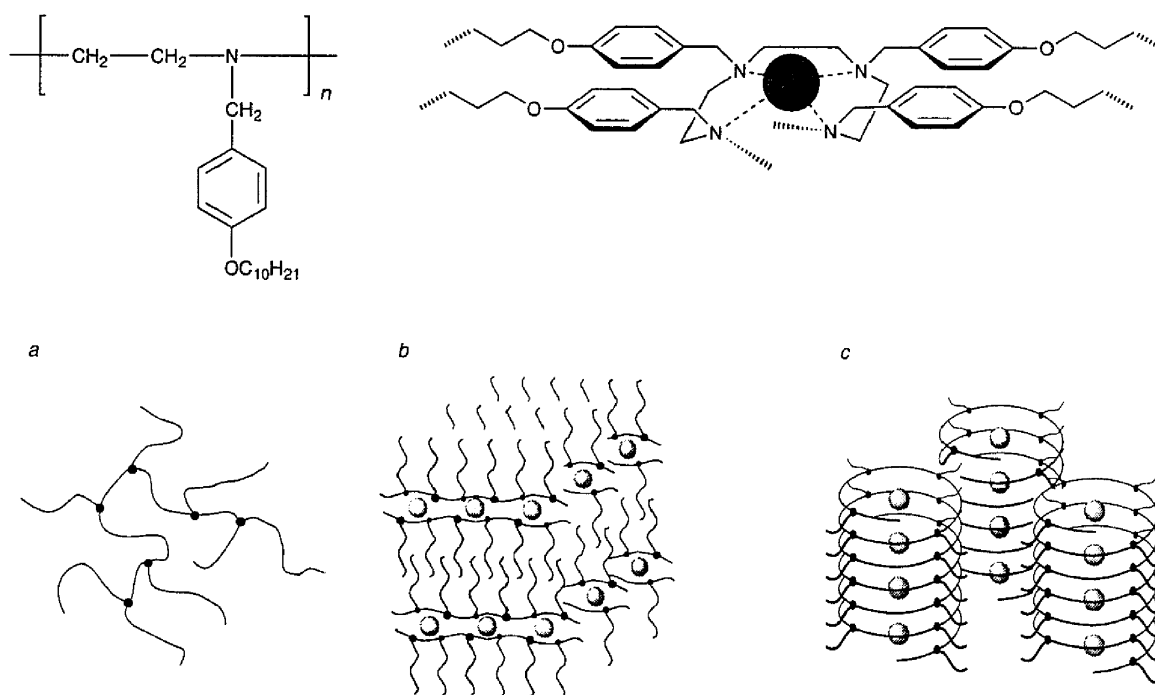 CH₂—CH₂—N
n
CH₂
OC₁₀H₂₁
O N N O
O N N O
a b c